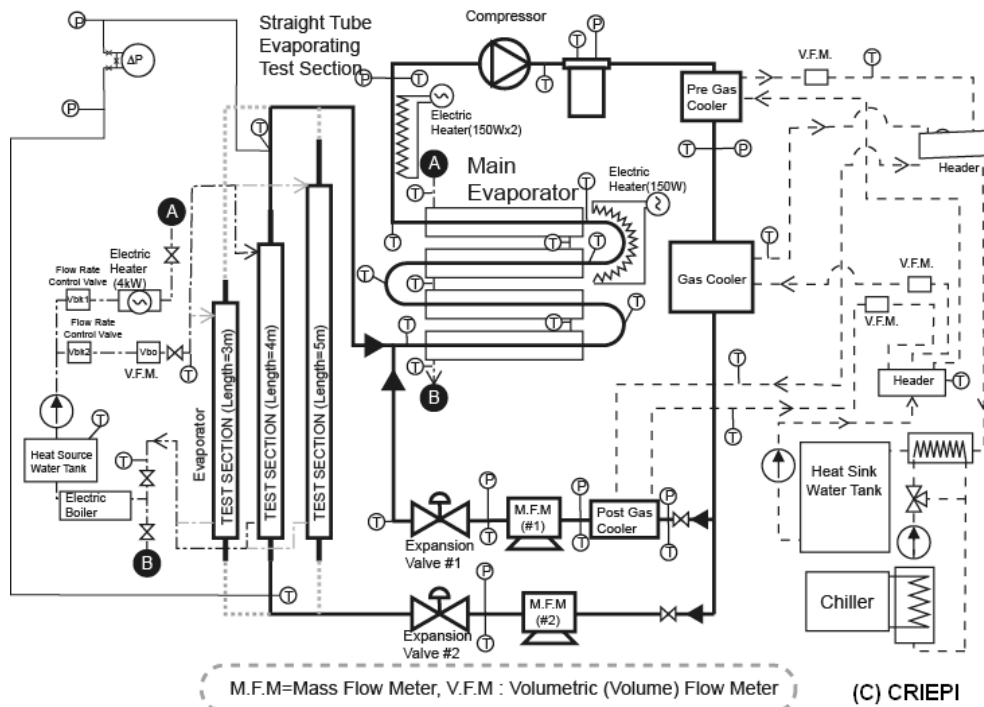 Straight Tube
Evaporating
Test Section
Compressor
P
ΔP
P
P
T
T
P
T
T
Electric
Heater(150Wx2)
Pre Gas
Cooler
V.F.M.
T
Header
T
P
A
Main
Evaporator
Electric
Heater(150W)
T
T
T
T
T
T
T
T
T
T
T
T
T
B
Gas Cooler
T
V.F.M.
V.F.M.
Header
T
T
T
A
Electric
Heater
(4kW)
Flow Rate
Control Valve
Vbk1
Flow Rate
Control Valve
Vbk2
Vbo
V.F.M.
T
T
Heat Source
Water Tank
Electric
Boiler
T
B
Evaporator
TEST SECTION (Length=3m)
TEST SECTION (Length=4m)
TEST SECTION (Length=5m)
T
T
P
T
Expansion
Valve #1
M.F.M
(#1)
P
T
Post Gas
Cooler
P
T
Heat Sink
Water Tank
Chiller
T
P
T
Expansion
Valve #2
M.F.M
(#2)
M.F.M=Mass Flow Meter, V.F.M : Volumetric (Volume) Flow Meter
(C) CRIEPI